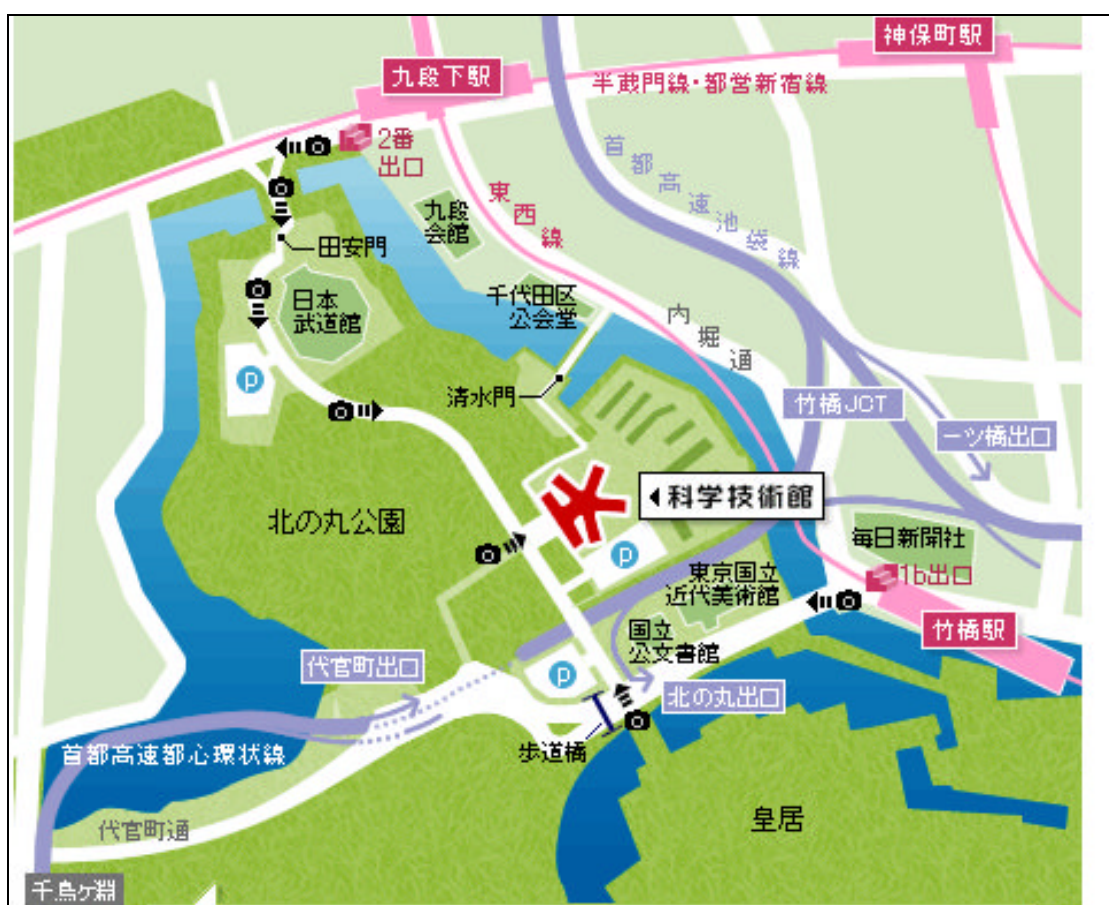 神保町駅
九段下駅
半蔵門線・都営新宿線
2番
出口
首都高速池袋線
東西線
九段
会館
田安門
日本
武道館
千代田区
公会堂
内堀通
P
清水門
竹橋JCT
一ツ橋出口
科学技術館
北の丸公園
毎日新聞社
P
東京国立
近代美術館
1b出口
国立
公文書館
竹橋駅
代官町出口
P
北の丸出口
首都高速都心環状線
歩道橋
代官町通
皇居
千鳥ケ淵